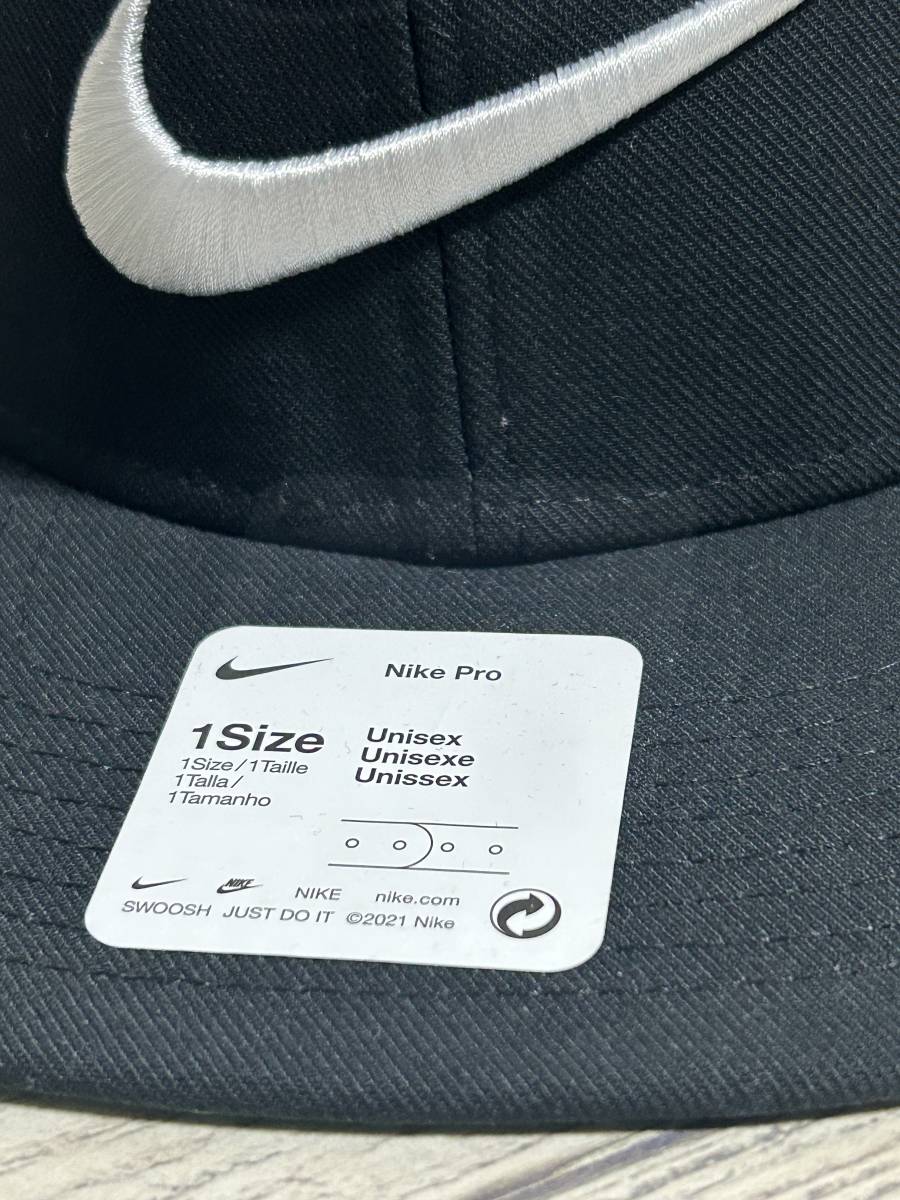 Nike Pro
1Size
1Size/1Taille
1Talla/
1Tamanho
Unisex
Unisexe
Unissex
NIKE NIKE nike.com
SWOOSH JUST DO IT ©2021 Nike